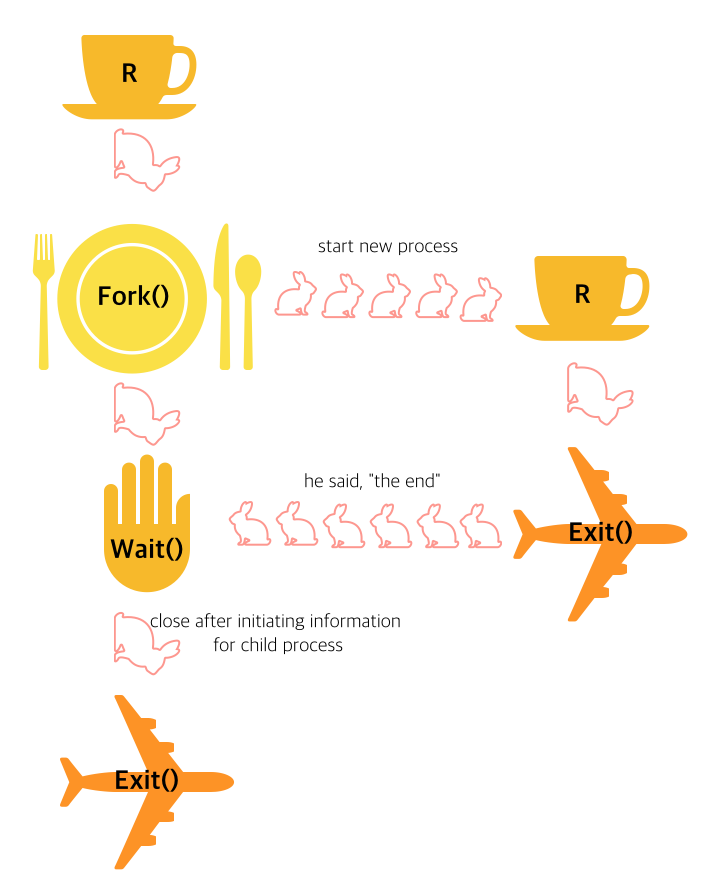 R
start new process
Fork()
R
he said, "the end"
Wait()
Exit()
close after initiating information
for child process
Exit()